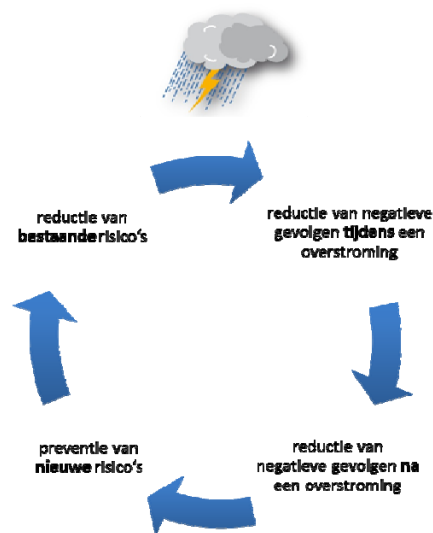 reductie van
bestaande risico's
reductie van negatieve
gevolgen tijdens een
overstroming
reductie van
negatieve gevolgen na
een overstroming
preventie van
nieuwe risico's